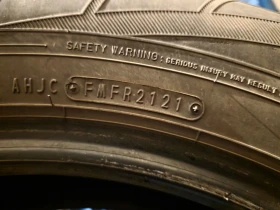 SAFETY WARNING: SERIOUS INJURY MAY RESULT
AHJC FMFR2121